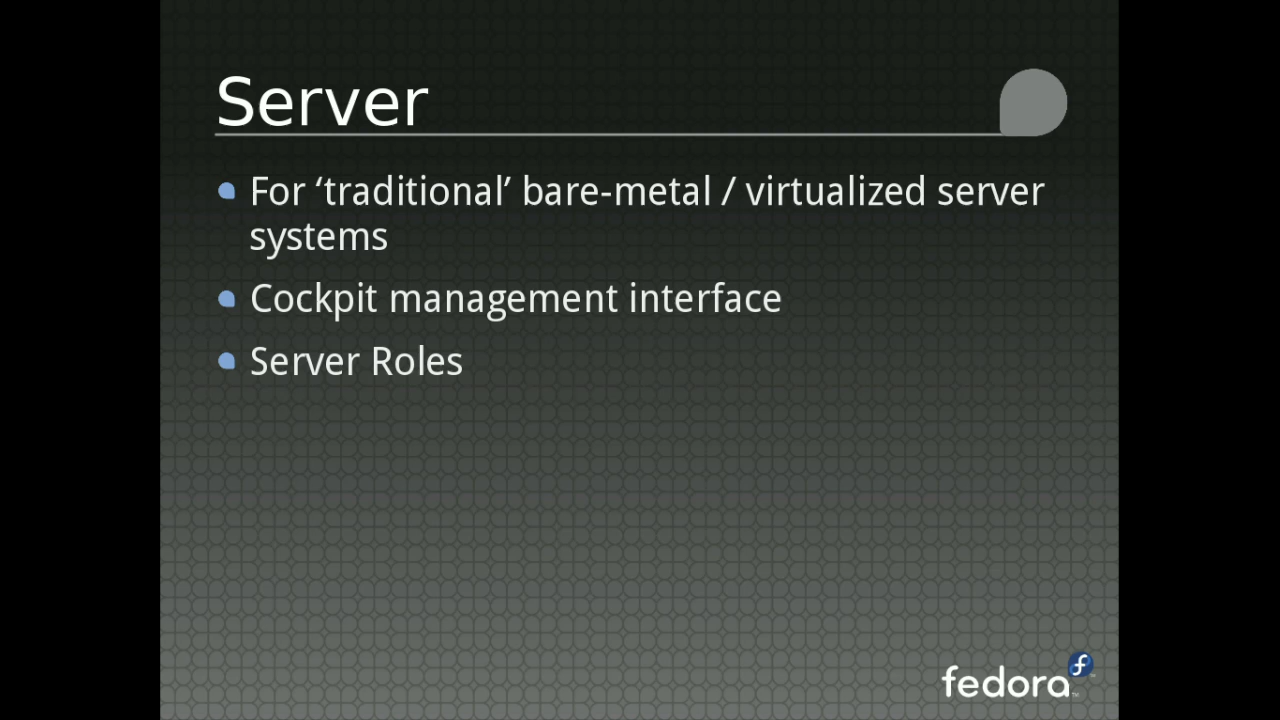 Server
For ‘traditional’ bare-metal / virtualized server
systems
Cockpit management interface
Server Roles
fedora